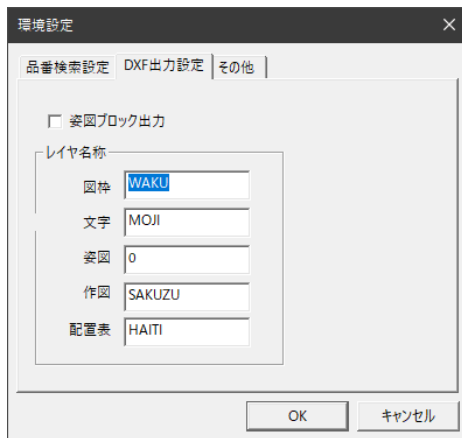 環境設定
品番検索設定 DXF出力設定 その他
姿図ブロック出力
レイヤ名称
図枠 WAKU
文字 MOJI
姿図 0
作図 SAKUZU
配置表 HAITI
OK キャンセル